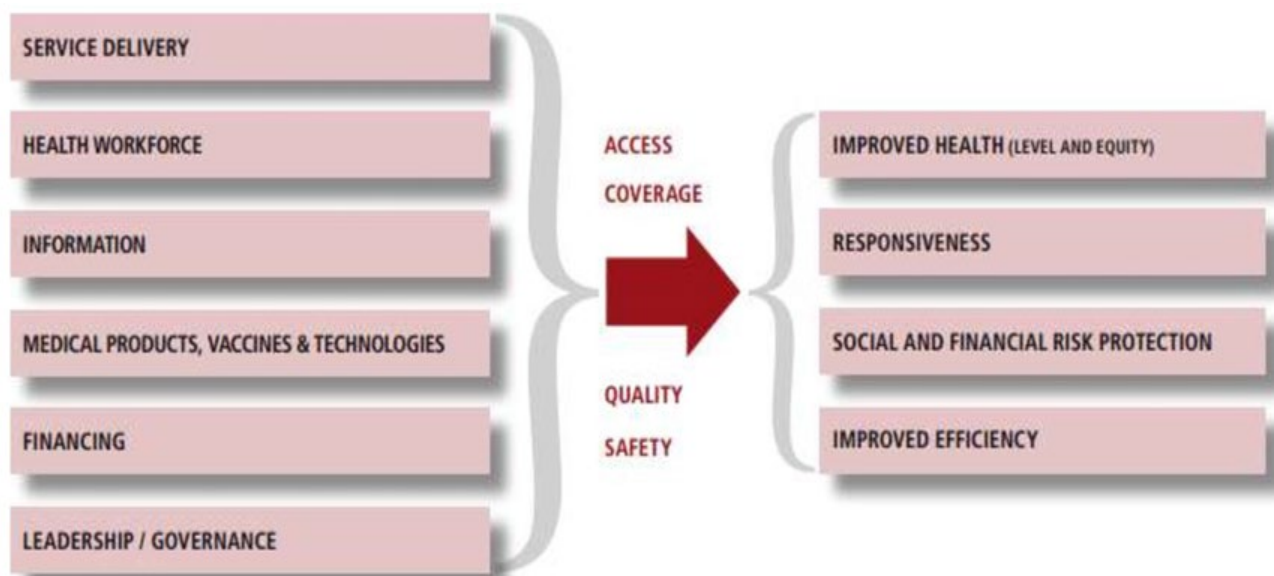 SERVICE DELIVERY
HEALTH WORKFORCE
INFORMATION
MEDICAL PRODUCTS, VACCINES & TECHNOLOGIES
FINANCING
LEADERSHIP / GOVERNANCE
ACCESS
COVERAGE
QUALITY
SAFETY
IMPROVED HEALTH (LEVEL AND EQUITY)
RESPONSIVENESS
SOCIAL AND FINANCIAL RISK PROTECTION
IMPROVED EFFICIENCY